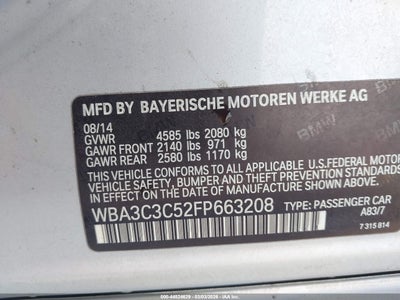 MFD BY BAYERISCHE MOTOREN WERKE AG
08/14
GVWR 4585 lbs 2080 kg
GAWR FRONT 2140 lbs 971 kg
GAWR REAR 2580 lbs 1170 kg
THIS VEHICLE CONFORMS TO ALL APPLICABLE U.S.FEDERAL MOTOR
VEHICLE SAFETY, BUMPER, AND THEFT PREVENTION STANDARDS
IN EFFECT ON THE DATE OF MANUFACTURE SHOWN ABOVE.
WBA3C3C52FP663208 TYPE: PASSENGER CAR
A83/7
7 315 814